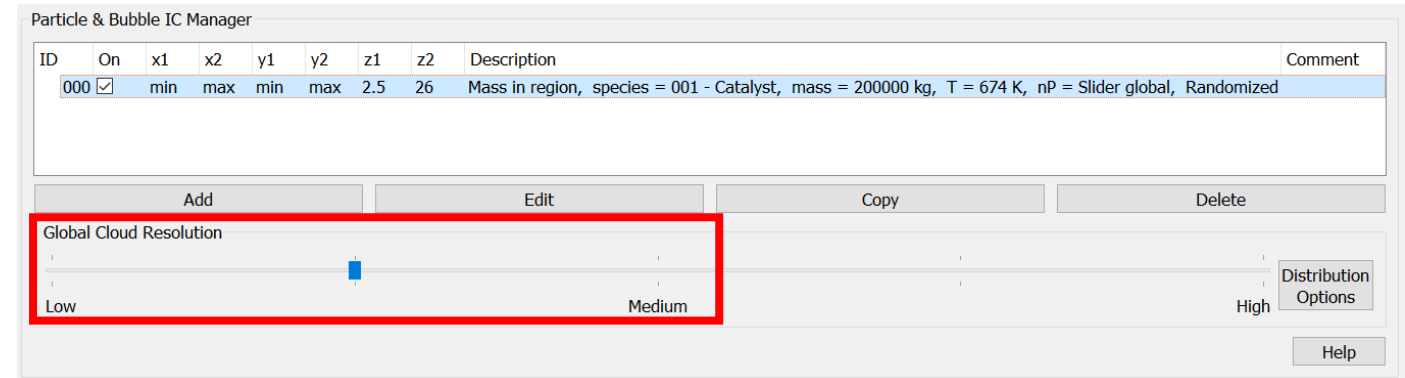 Particle & Bubble IC Manager
ID On x1 x2 y1 y2 z1 z2 Description Comment
000 min max min max 2.5 26 Mass in region, species = 001 - Catalyst, mass = 200000 kg, T = 674 K, nP = Slider global, Randomized
Add Edit Copy Delete
Global Cloud Resolution
Distribution
Options
Low Medium High
Help